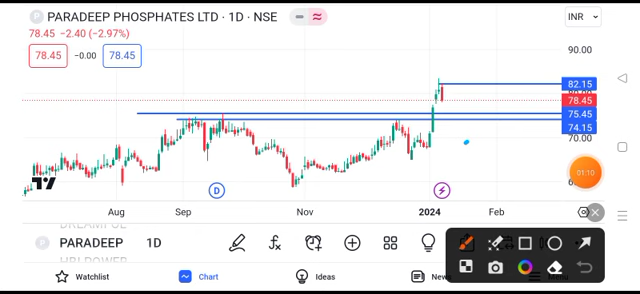 P PARADEEP PHOSPHATES LTD · 1D · NSE
INR
78.45 −2.40 (−2.97%)
78.45 −0.00 78.45
90.00
82.15
78.45
75.45
74.15
70.00
01:10
D
Aug Sep Nov 2024 Feb
P PARADEEP 1D
Watchlist Chart Ideas News Menu